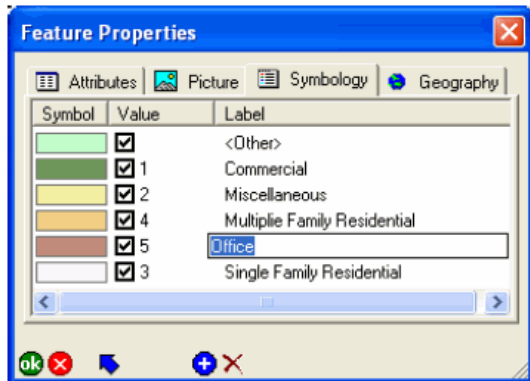 Feature Properties
Attributes Picture Symbology Geography
Symbol Value Label
<Other>
1 Commercial
2 Miscellaneous
4 Multiplie Family Residential
5 Office
3 Single Family Residential
ok